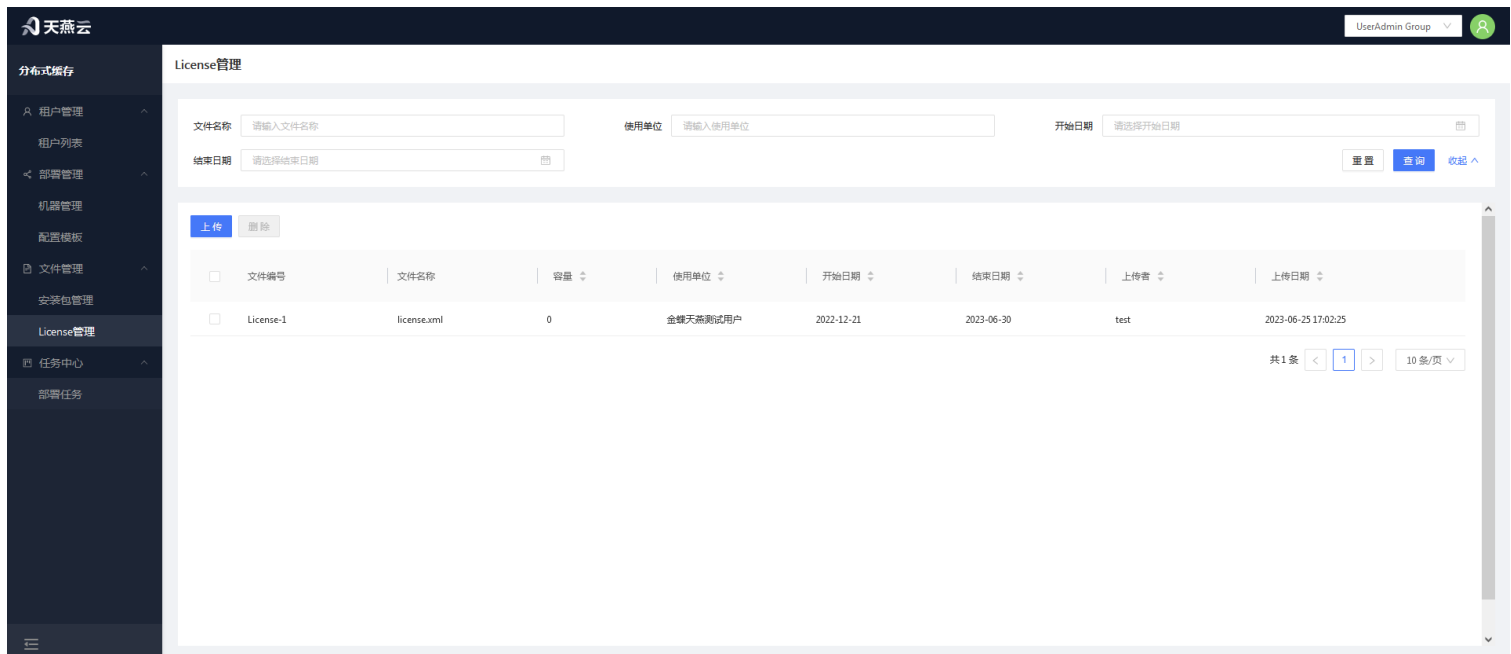 天燕云
UserAdmin Group
分布式缓存
License管理
租户管理
租户列表
部署管理
机器管理
配置模板
文件管理
安装包管理
License管理
任务中心
部署任务
文件名称 请输入文件名称 使用单位 请输入使用单位 开始日期 请选择开始日期
结束日期 请选择结束日期 重置 查询 收起
上传 删除
文件编号 文件名称 容量 使用单位 开始日期 结束日期 上传者 上传日期
License-1 license.xml 0 金蝶天燕测试用户 2022-12-21 2023-06-30 test 2023-06-25 17:02:25
共1条 < 1 > 10 条/页